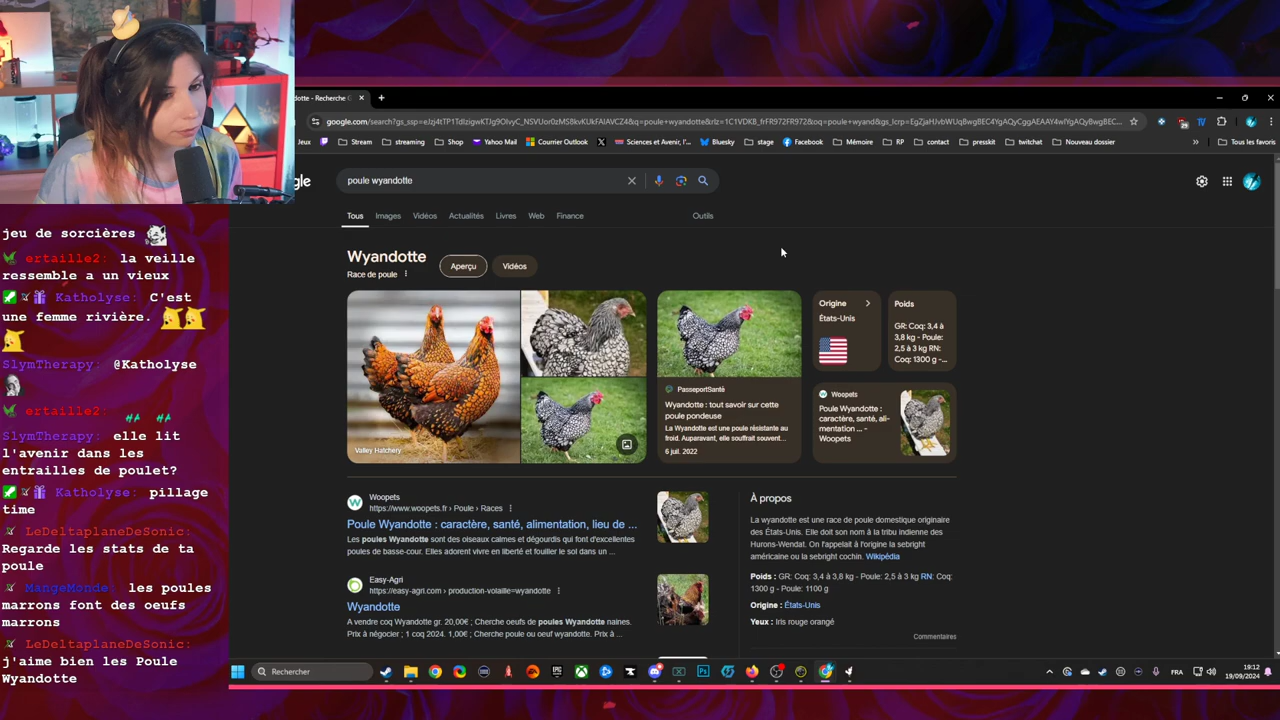 jeu de sorcières
ertaille2: la veille
ressemble a un vieux
Katholyse: C'est
une femme rivière.
SlymTherapy: @Katholyse
ertaille2:
HA HA
SlymTherapy: elle lit
l'avenir dans les
entrailles de poulet?
Katholyse: pillage
time
LeDeltaplaneDeSonic:
Regarde les stats de ta
poule
MangeMonde: les poules
marrons font des oeufs
marrons
LeDeltaplaneDeSonic:
j'aime bien les Poule
Wyandotte
dotte - Recherche G
Jeux
Stream
streaming
Shop
Yahoo Mail
Courrier Outlook
Sciences et Avenir, l'...
Bluesky
stage
Facebook
Mémoire
RP
contact
presskit
twitchat
Nouveau dossier
Tous les favoris
gle
poule wyandotte
Tous
Images
Vidéos
Actualités
Livres
Web
Finance
Outils
Wyandotte
Race de poule
Aperçu
Vidéos
Valley Hatchery
PasseportSanté
Wyandotte : tout savoir sur cette
poule pondeuse
La Wyandotte est une poule résistante au
froid. Auparavant, elle souffrait souvent...
6 juil. 2022
Origine
États-Unis
Poids
GR: Coq: 3,4 à
3,8 kg - Poule:
2,5 à 3 kg RN:
Coq: 1300 g -...
Woopets
Poule Wyandotte :
caractère, santé, ali-
mentation ... -
Woopets
Woopets
https://www.woopets.fr › Poule › Races
Poule Wyandotte : caractère, santé, alimentation, lieu de ...
Les poules Wyandotte sont des oiseaux calmes et dégourdis qui font d'excellentes
poules de basse-cour. Elles adorent vivre en liberté et fouiller le sol dans un ...
Easy-Agri
https://easy-agri.com › production-volaille=wyandotte
Wyandotte
A vendre coq Wyandotte gr. 20,00€ ; Cherche oeufs de poules Wyandotte naines.
Prix à négocier ; 1 coq 2024. 1,00€ ; Cherche poule ou oeuf wyandotte. Prix à ...
À propos
La wyandotte est une race de poule domestique originaire
des États-Unis. Elle doit son nom à la tribu indienne des
Hurons-Wendat. On l'appelait à l'origine la sebright
américaine ou la sebright cochin. Wikipédia
Poids : GR: Coq: 3,4 à 3,8 kg - Poule: 2,5 à 3 kg RN: Coq:
1300 g - Poule: 1100 g
Origine : États-Unis
Yeux : Iris rouge orangé
Commentaires
Rechercher
FRA
19:12
19/09/2024